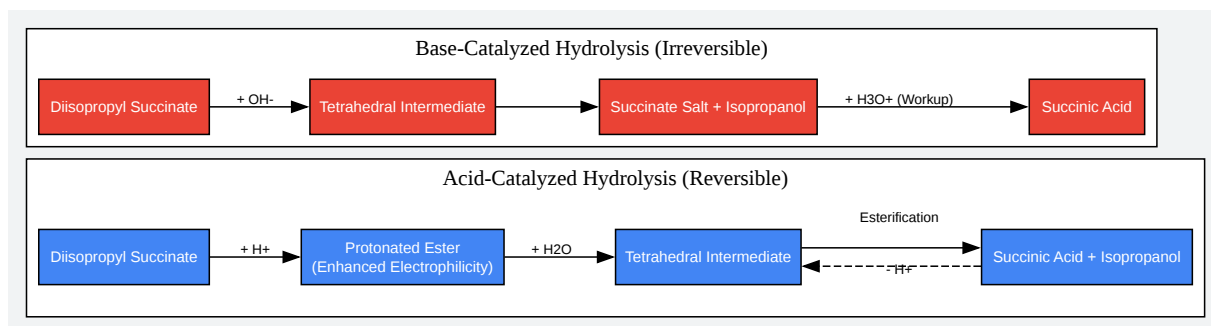 Base-Catalyzed Hydrolysis (Irreversible)
Diisopropyl Succinate
+ OH-
Tetrahedral Intermediate
Succinate Salt + Isopropanol
+ H3O+ (Workup)
Succinic Acid
Acid-Catalyzed Hydrolysis (Reversible)
Diisopropyl Succinate
+ H+
Protonated Ester
(Enhanced Electrophilicity)
+ H2O
Tetrahedral Intermediate
Esterification
- H+
Succinic Acid + Isopropanol